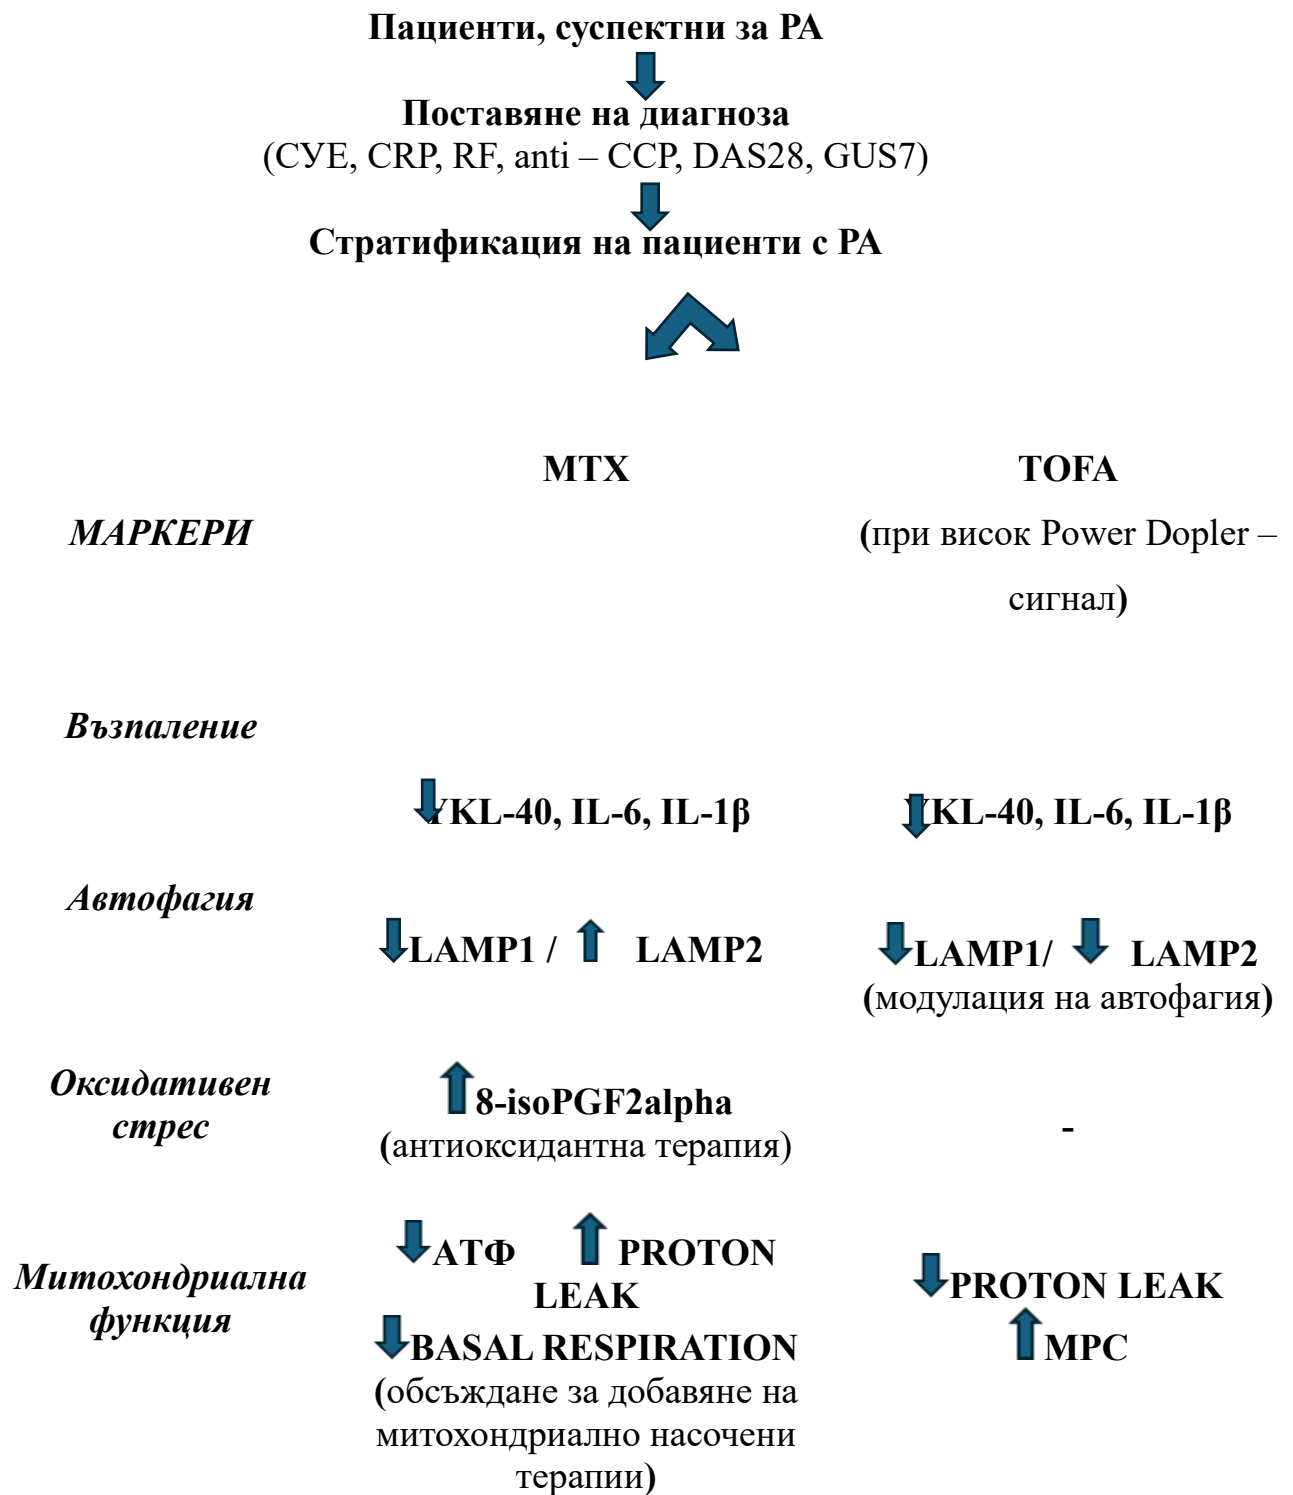 Пациенти, суспектни за РА
Поставяне на диагноза
(СУЕ, CRP, RF, anti – CCP, DAS28, GUS7)
Стратификация на пациенти с РА
MTX
TOFA
МАРКЕРИ
(при висок Power Dopler –
сигнал)
Възпаление
YKL-40, IL-6, IL-1β
YKL-40, IL-6, IL-1β
Автофагия
LAMP1 / LAMP2
LAMP1/ LAMP2
(модулация на автофагия)
Оксидативен
стрес
8-isoPGF2alpha
(антиоксидантна терапия)
-
Митохондриална
функция
АТФ PROTON
LEAK
BASAL RESPIRATION
(обсъждане за добавяне на
митохондриално насочени
терапии)
PROTON LEAK
МРС